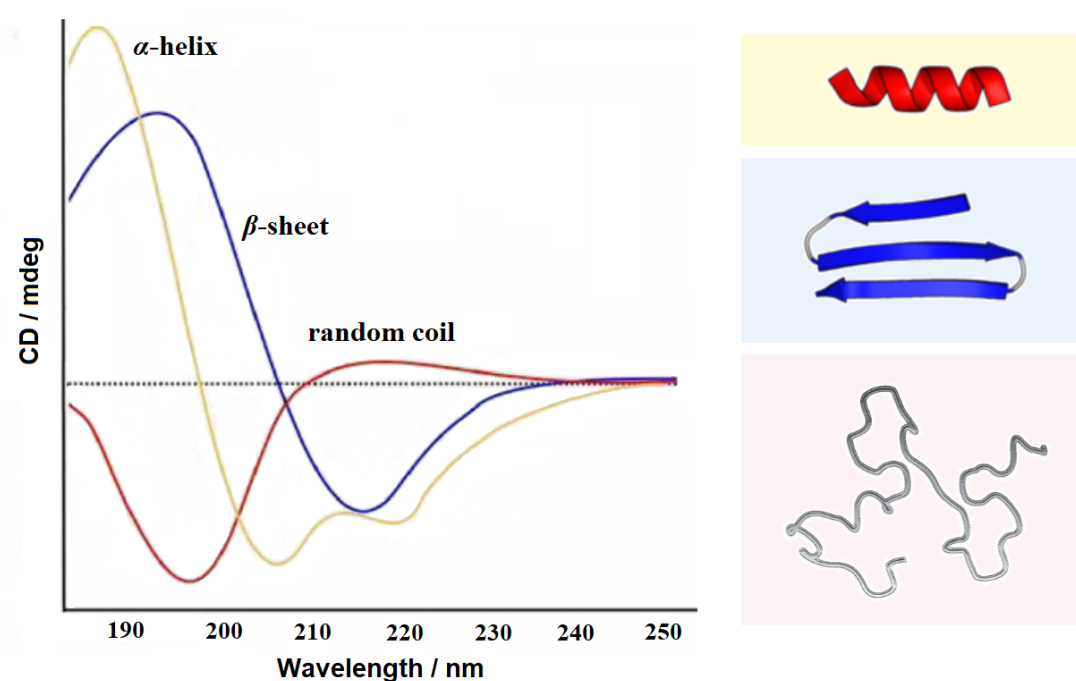 α-helix
β-sheet
random coil
CD / mdeg
190 200 210 220 230 240 250
Wavelength / nm